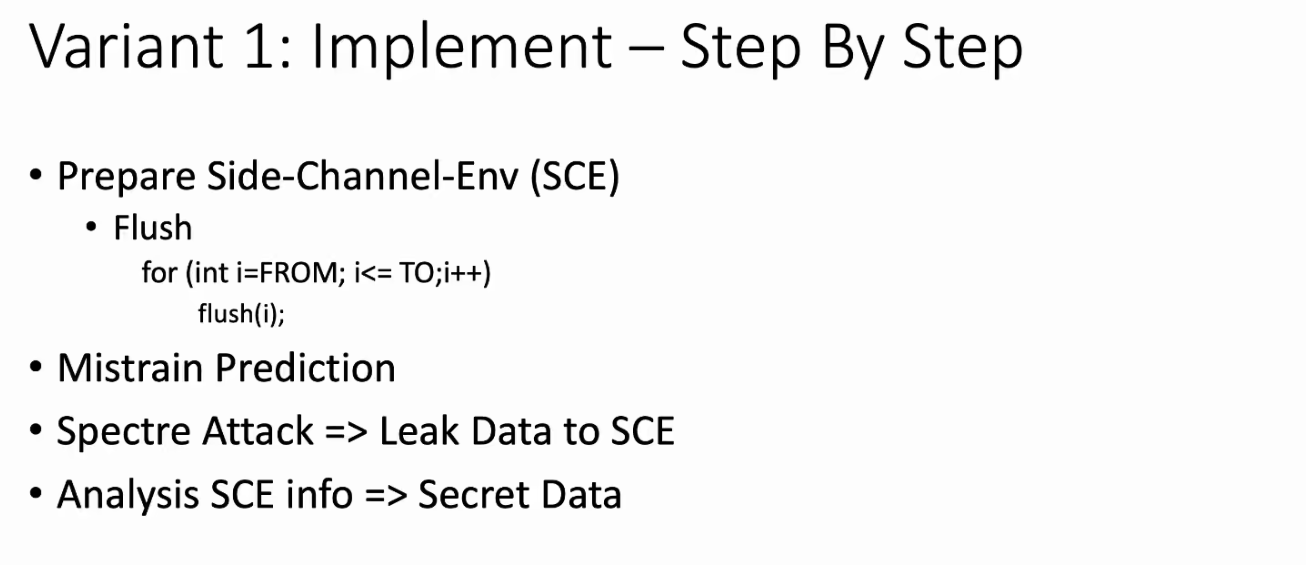 Variant 1: Implement – Step By Step
• Prepare Side-Channel-Env (SCE)
• Flush
for (int i=FROM; i<= TO;i++)
flush(i);
• Mistrain Prediction
• Spectre Attack => Leak Data to SCE
• Analysis SCE info => Secret Data